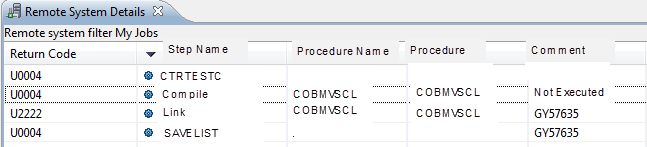 Remote System Details
Remote system filter My Jobs
Return Code Step Name Procedure Name Procedure Comment
U0004 CTRTESTC
U0004 Compile COBMVSCL COBMVSCL Not Executed
U2222 Link COBMVSCL COBMVSCL GY57635
U0004 SAVELIST . GY57635